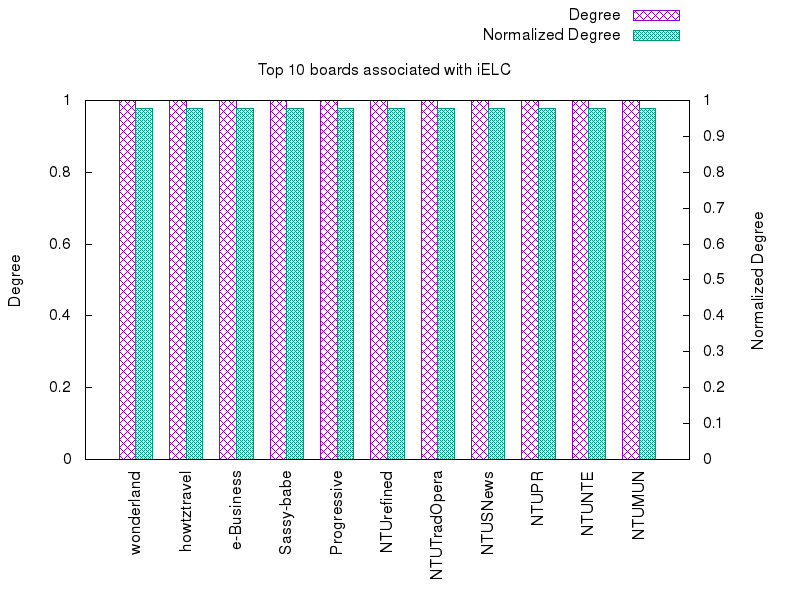 Degree
Normalized Degree
Top 10 boards associated with iELC
1
0.8
0.6
0.4
0.2
0
Degree
1
0.9
0.8
0.7
0.6
0.5
0.4
0.3
0.2
0.1
0
Normalized Degree
wonderland
howtztravel
e-Business
Sassy-babe
Progressive
NTUrefined
NTUTradOpera
NTUSNews
NTUPR
NTUNTE
NTUMUN